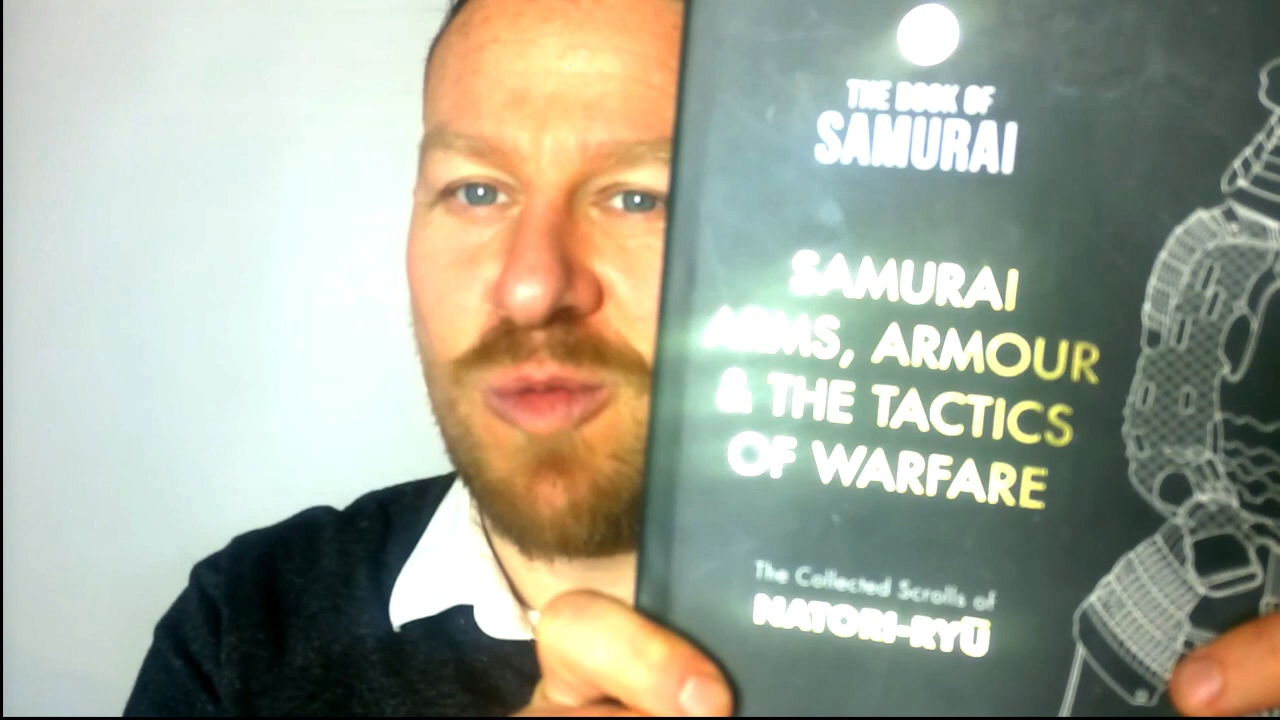 THE BOOK OF
SAMURAI
SAMURAI
ARMS, ARMOUR
& THE TACTICS
OF WARFARE
The Collected Scrolls of
NATORI-RYŪ